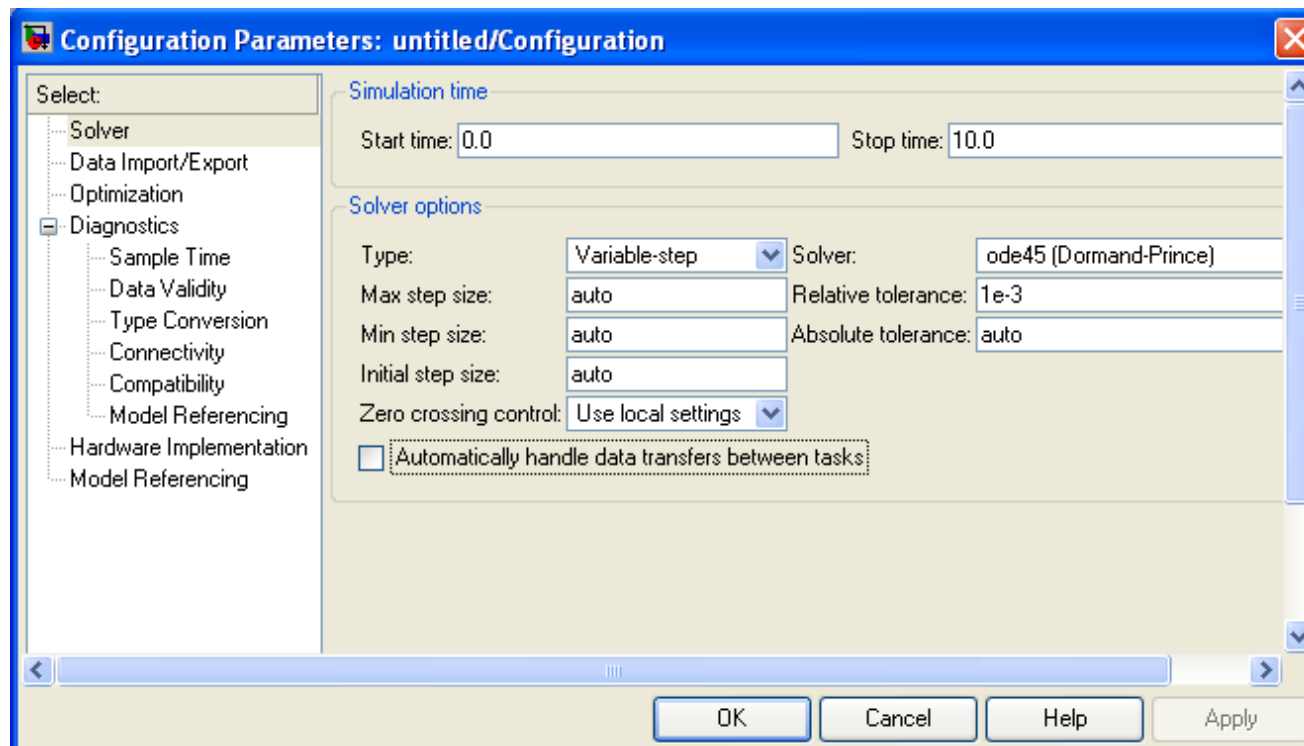 Configuration Parameters: untitled/Configuration
Select:
Solver
Data Import/Export
Optimization
Diagnostics
Sample Time
Data Validity
Type Conversion
Connectivity
Compatibility
Model Referencing
Hardware Implementation
Model Referencing
Simulation time
Start time: 0.0 Stop time: 10.0
Solver options
Type: Variable-step Solver: ode45 (Dormand-Prince)
Max step size: auto Relative tolerance: 1e-3
Min step size: auto Absolute tolerance: auto
Initial step size: auto
Zero crossing control: Use local settings
Automatically handle data transfers between tasks
OK Cancel Help Apply